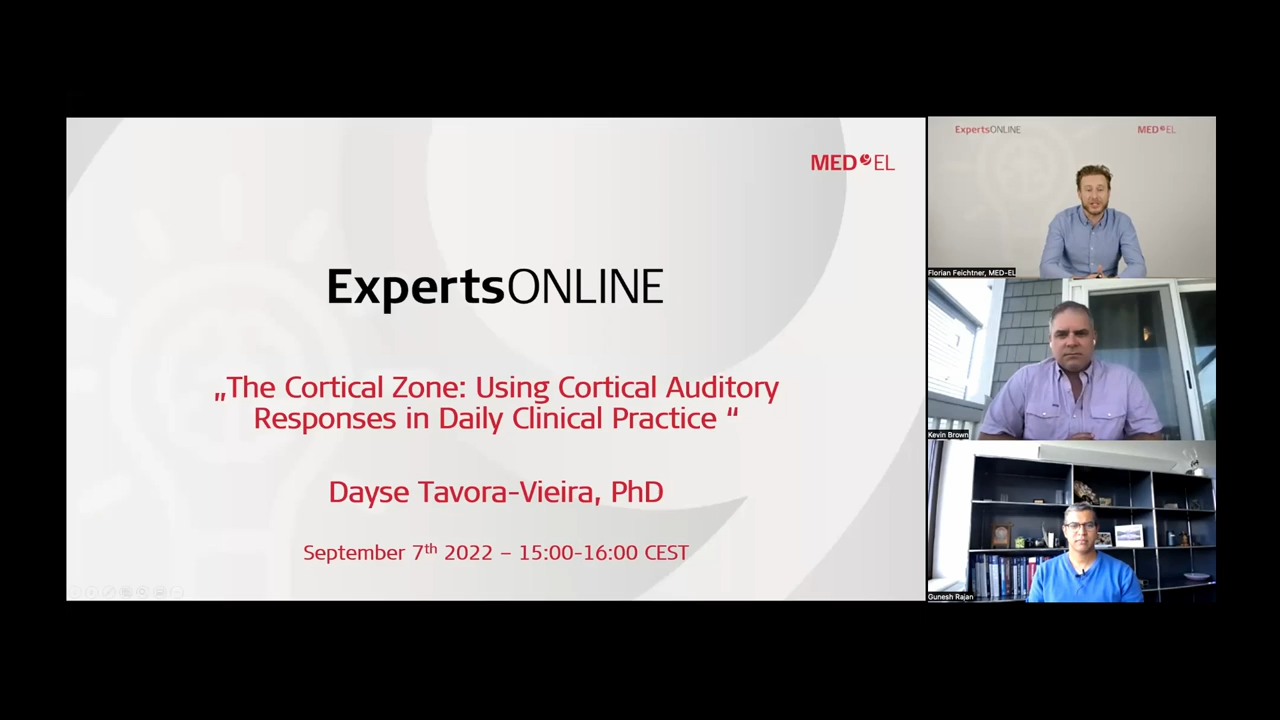 MED EL
ExpertsONLINE
„The Cortical Zone: Using Cortical Auditory
Responses in Daily Clinical Practice “
Dayse Tavora-Vieira, PhD
September 7th 2022 – 15:00-16:00 CEST
ExpertsONLINE
MED EL
Florian Feichtner, MED-EL
Kevin Brown
Gunesh Rajan